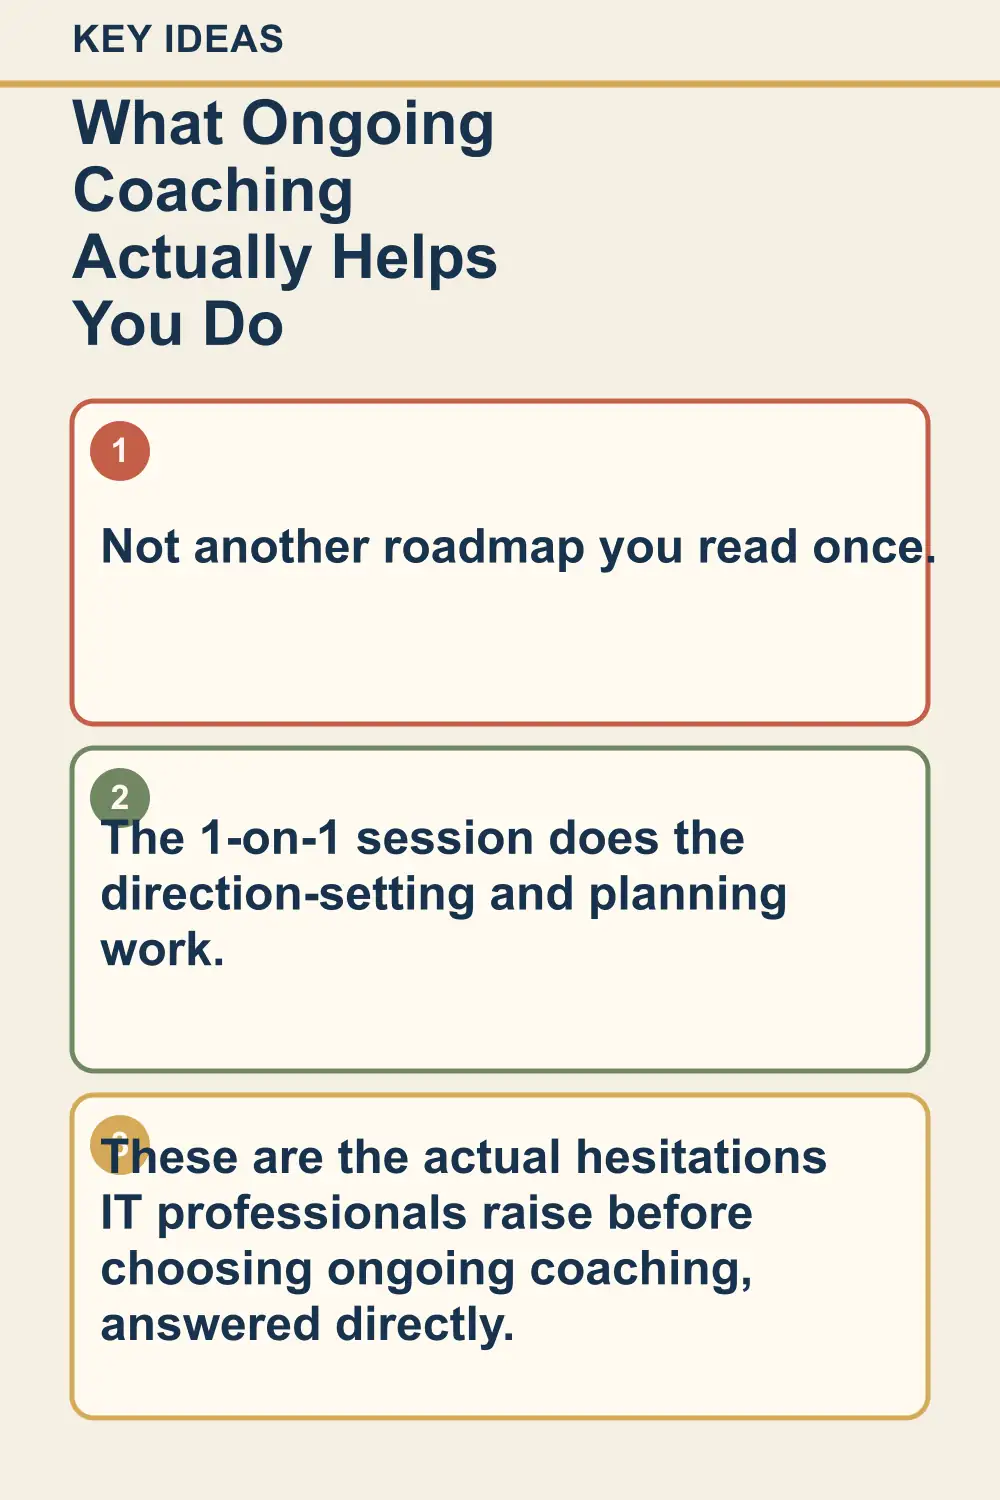 KEY IDEAS
What Ongoing
Coaching
Actually Helps
You Do
1
Not another roadmap you read once.
2
The 1-on-1 session does the
direction-setting and planning
work.
3
These are the actual hesitations
IT professionals raise before
choosing ongoing coaching,
answered directly.